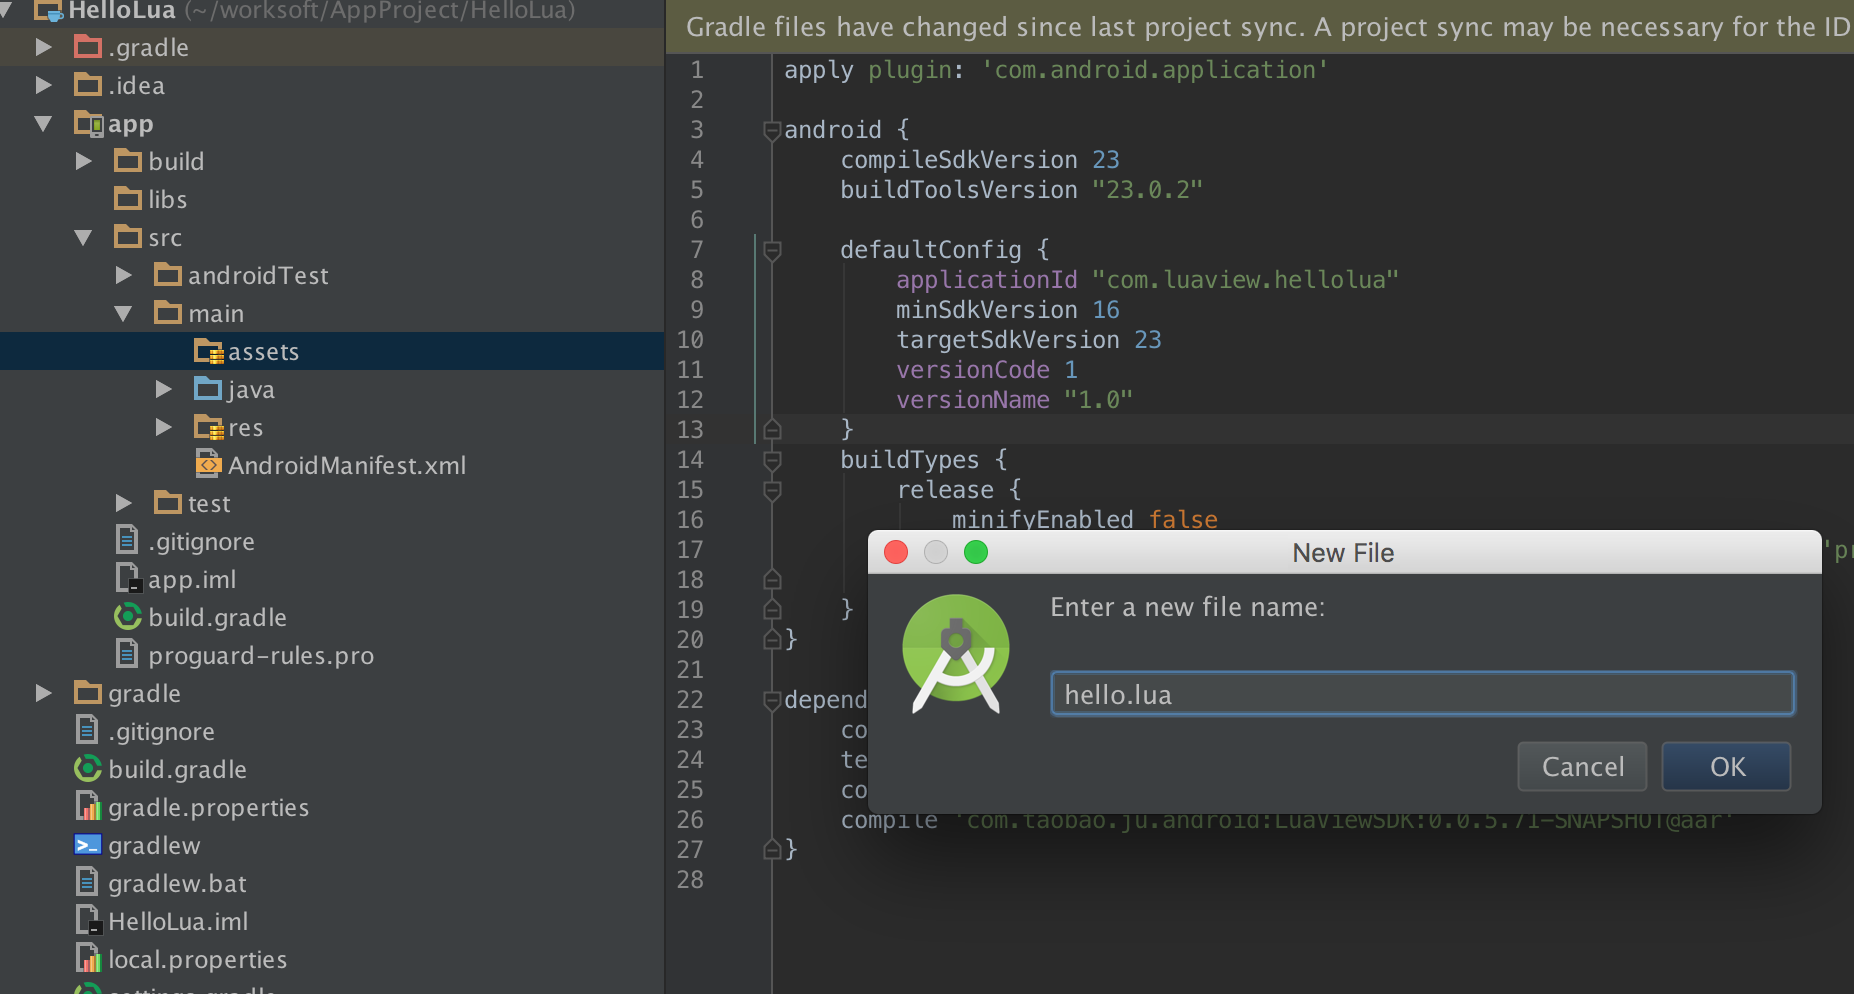 HelloLua (~/worksoft/AppProject/HelloLua)
.gradle
.idea
app
build
libs
src
androidTest
main
assets
java
res
AndroidManifest.xml
test
.gitignore
app.iml
build.gradle
proguard-rules.pro
gradle
.gitignore
build.gradle
gradle.properties
gradlew
gradlew.bat
HelloLua.iml
local.properties
settings.gradle
Gradle files have changed since last project sync. A project sync may be necessary for the ID
1 apply plugin: 'com.android.application'
2
3 android {
4 compileSdkVersion 23
5 buildToolsVersion "23.0.2"
6
7 defaultConfig {
8 applicationId "com.luaview.hellolua"
9 minSdkVersion 16
10 targetSdkVersion 23
11 versionCode 1
12 versionName "1.0"
13 }
14 buildTypes {
15 release {
16 minifyEnabled false
17 'pr
18
19 }
20 }
21
22 depend
23 co
24 te
25 co
26 compile 'com.taobao.ju.android:LuaViewSDK:0.0.5.71-SNAPSHOT@aar'
27 }
28
New File
Enter a new file name:
hello.lua
Cancel
OK